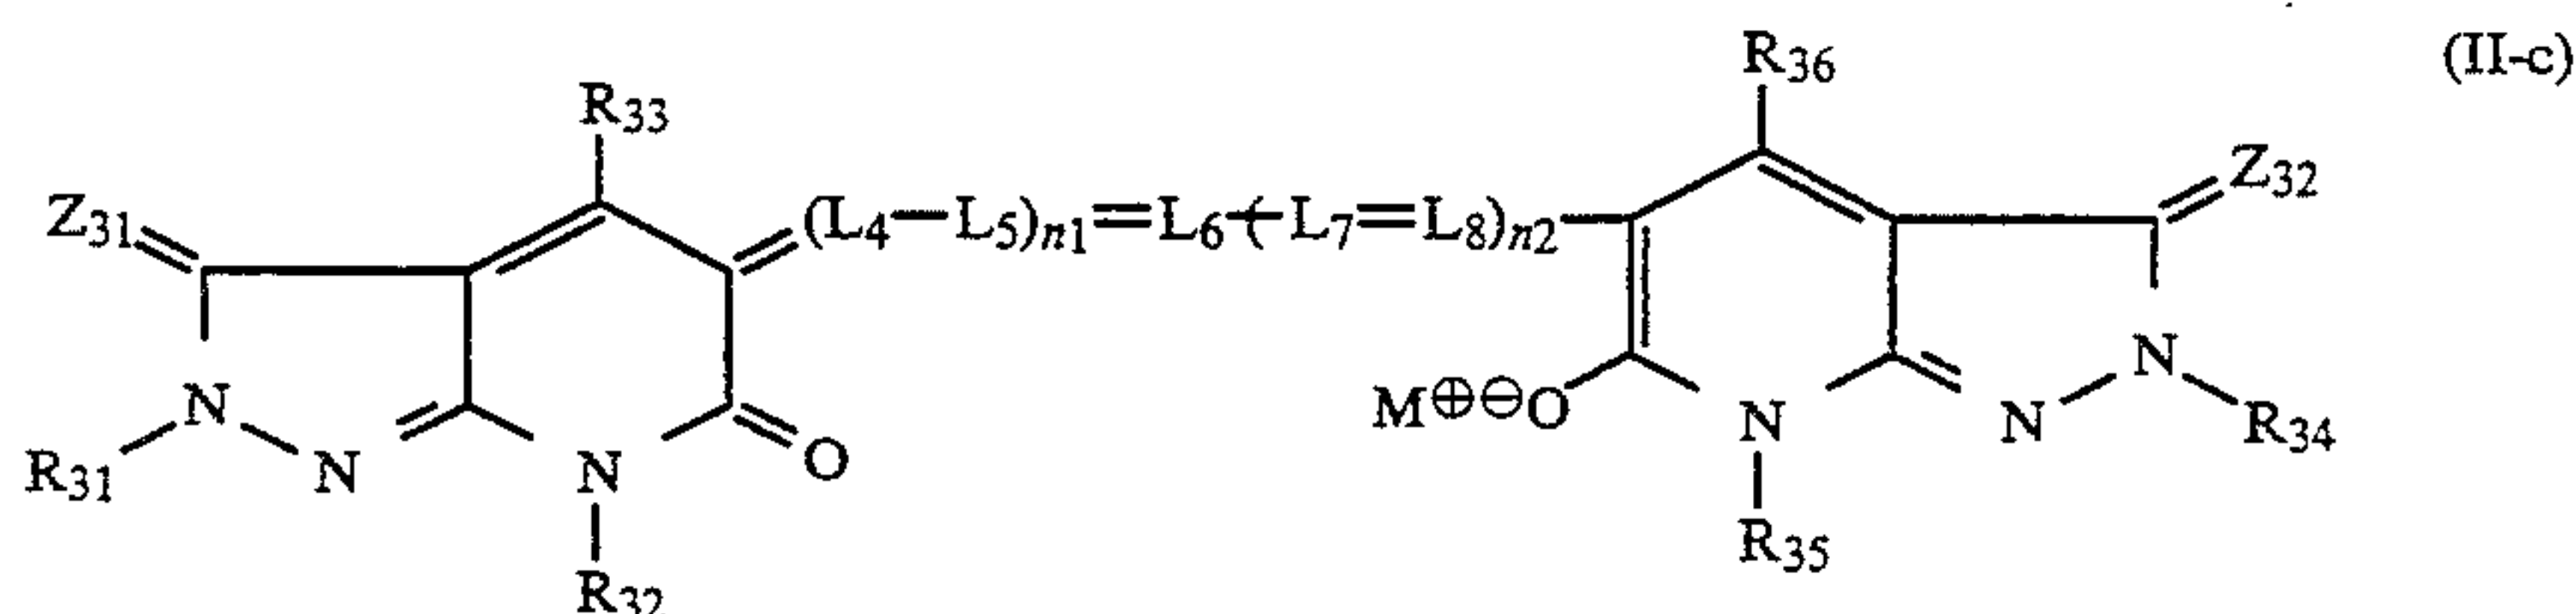 (II-c)
R36
R33
Z31
(L4—L5)n1=L6-(L7=L8)n2
Z32
N
N
M⊕⊖O
R31
N
N
O
N
N
R34
R32
R35